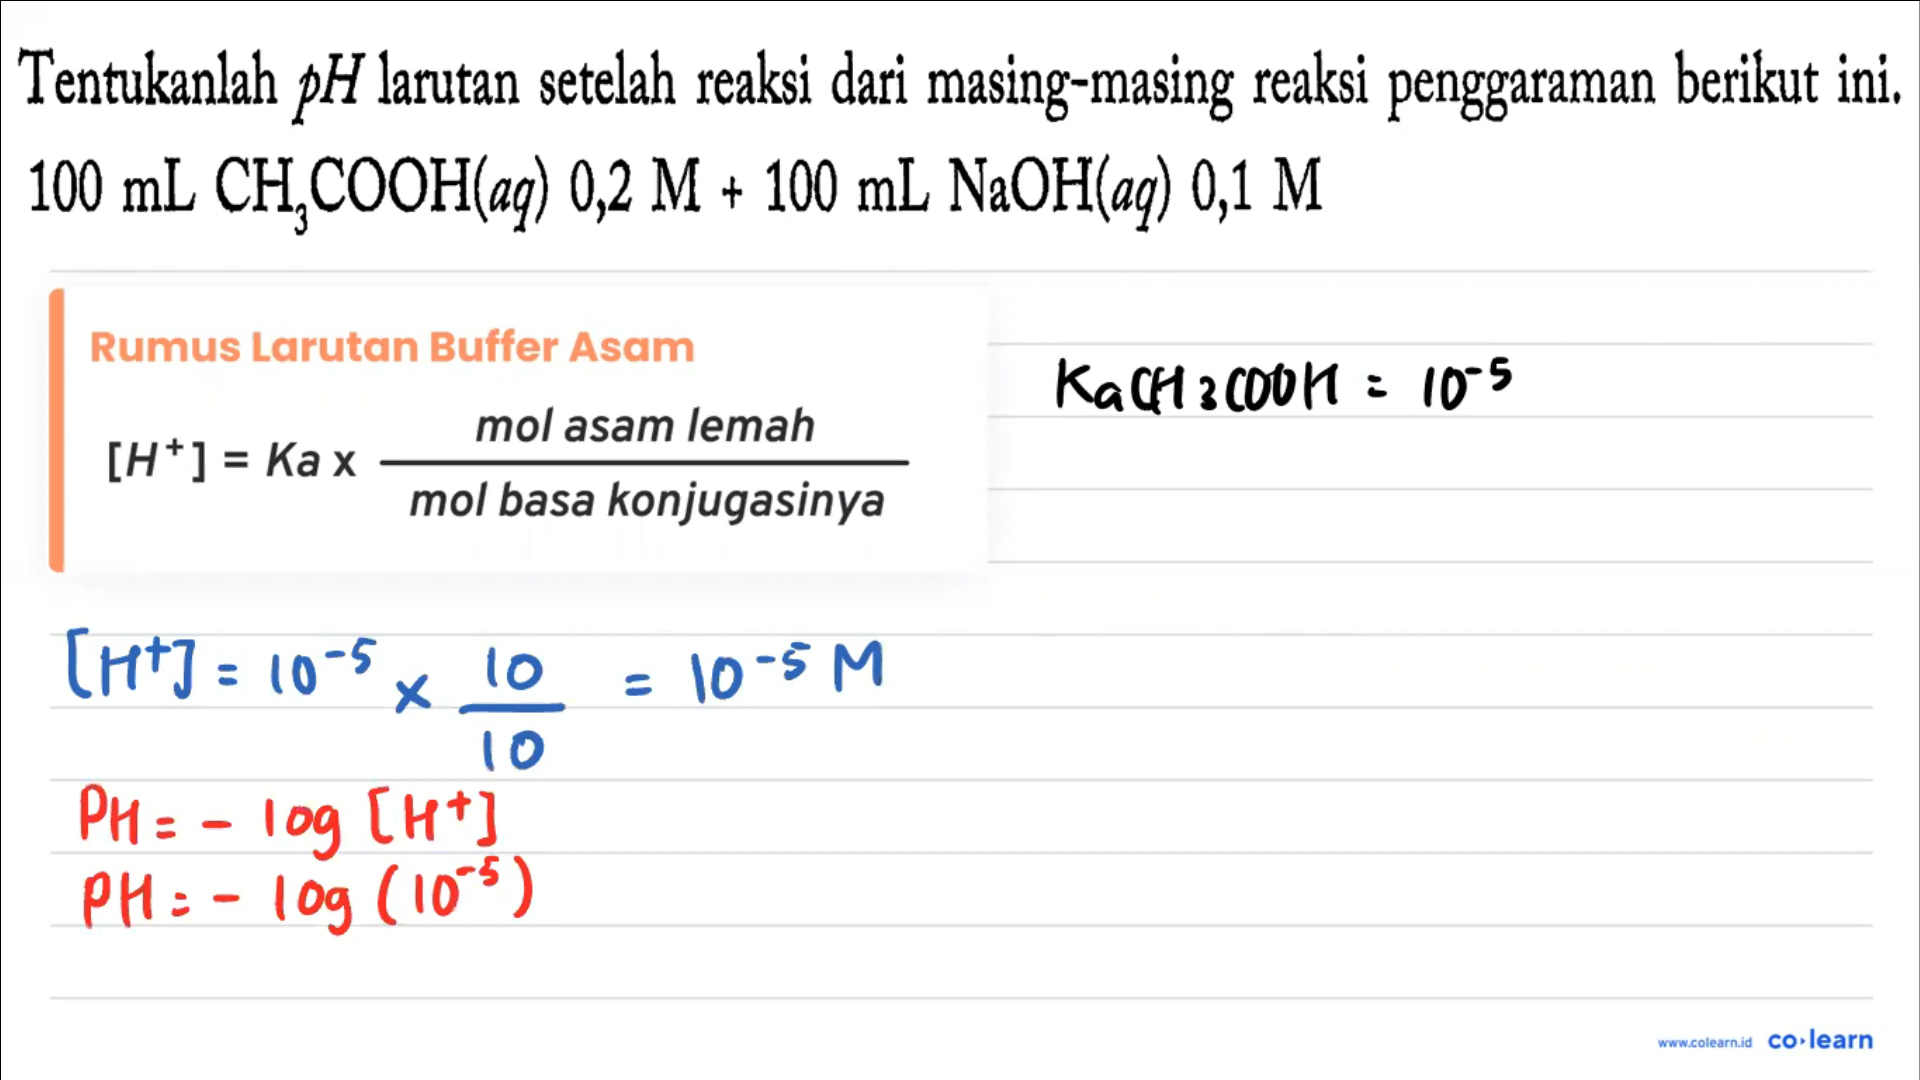 Tentukanlah pH larutan setelah reaksi dari masing-masing reaksi penggaraman berikut ini.
100 mL CH₃COOH(aq) 0,2 M + 100 mL NaOH(aq) 0,1 M
Rumus Larutan Buffer Asam
[H⁺] = Ka x mol asam lemah / mol basa konjugasinya
Ka CH3COOH = 10⁻⁵
[H⁺] = 10⁻⁵ x 10/10 = 10⁻⁵ M
PH = - log [H⁺]
PH = - log (10⁻⁵)
www.colearn.id co·learn